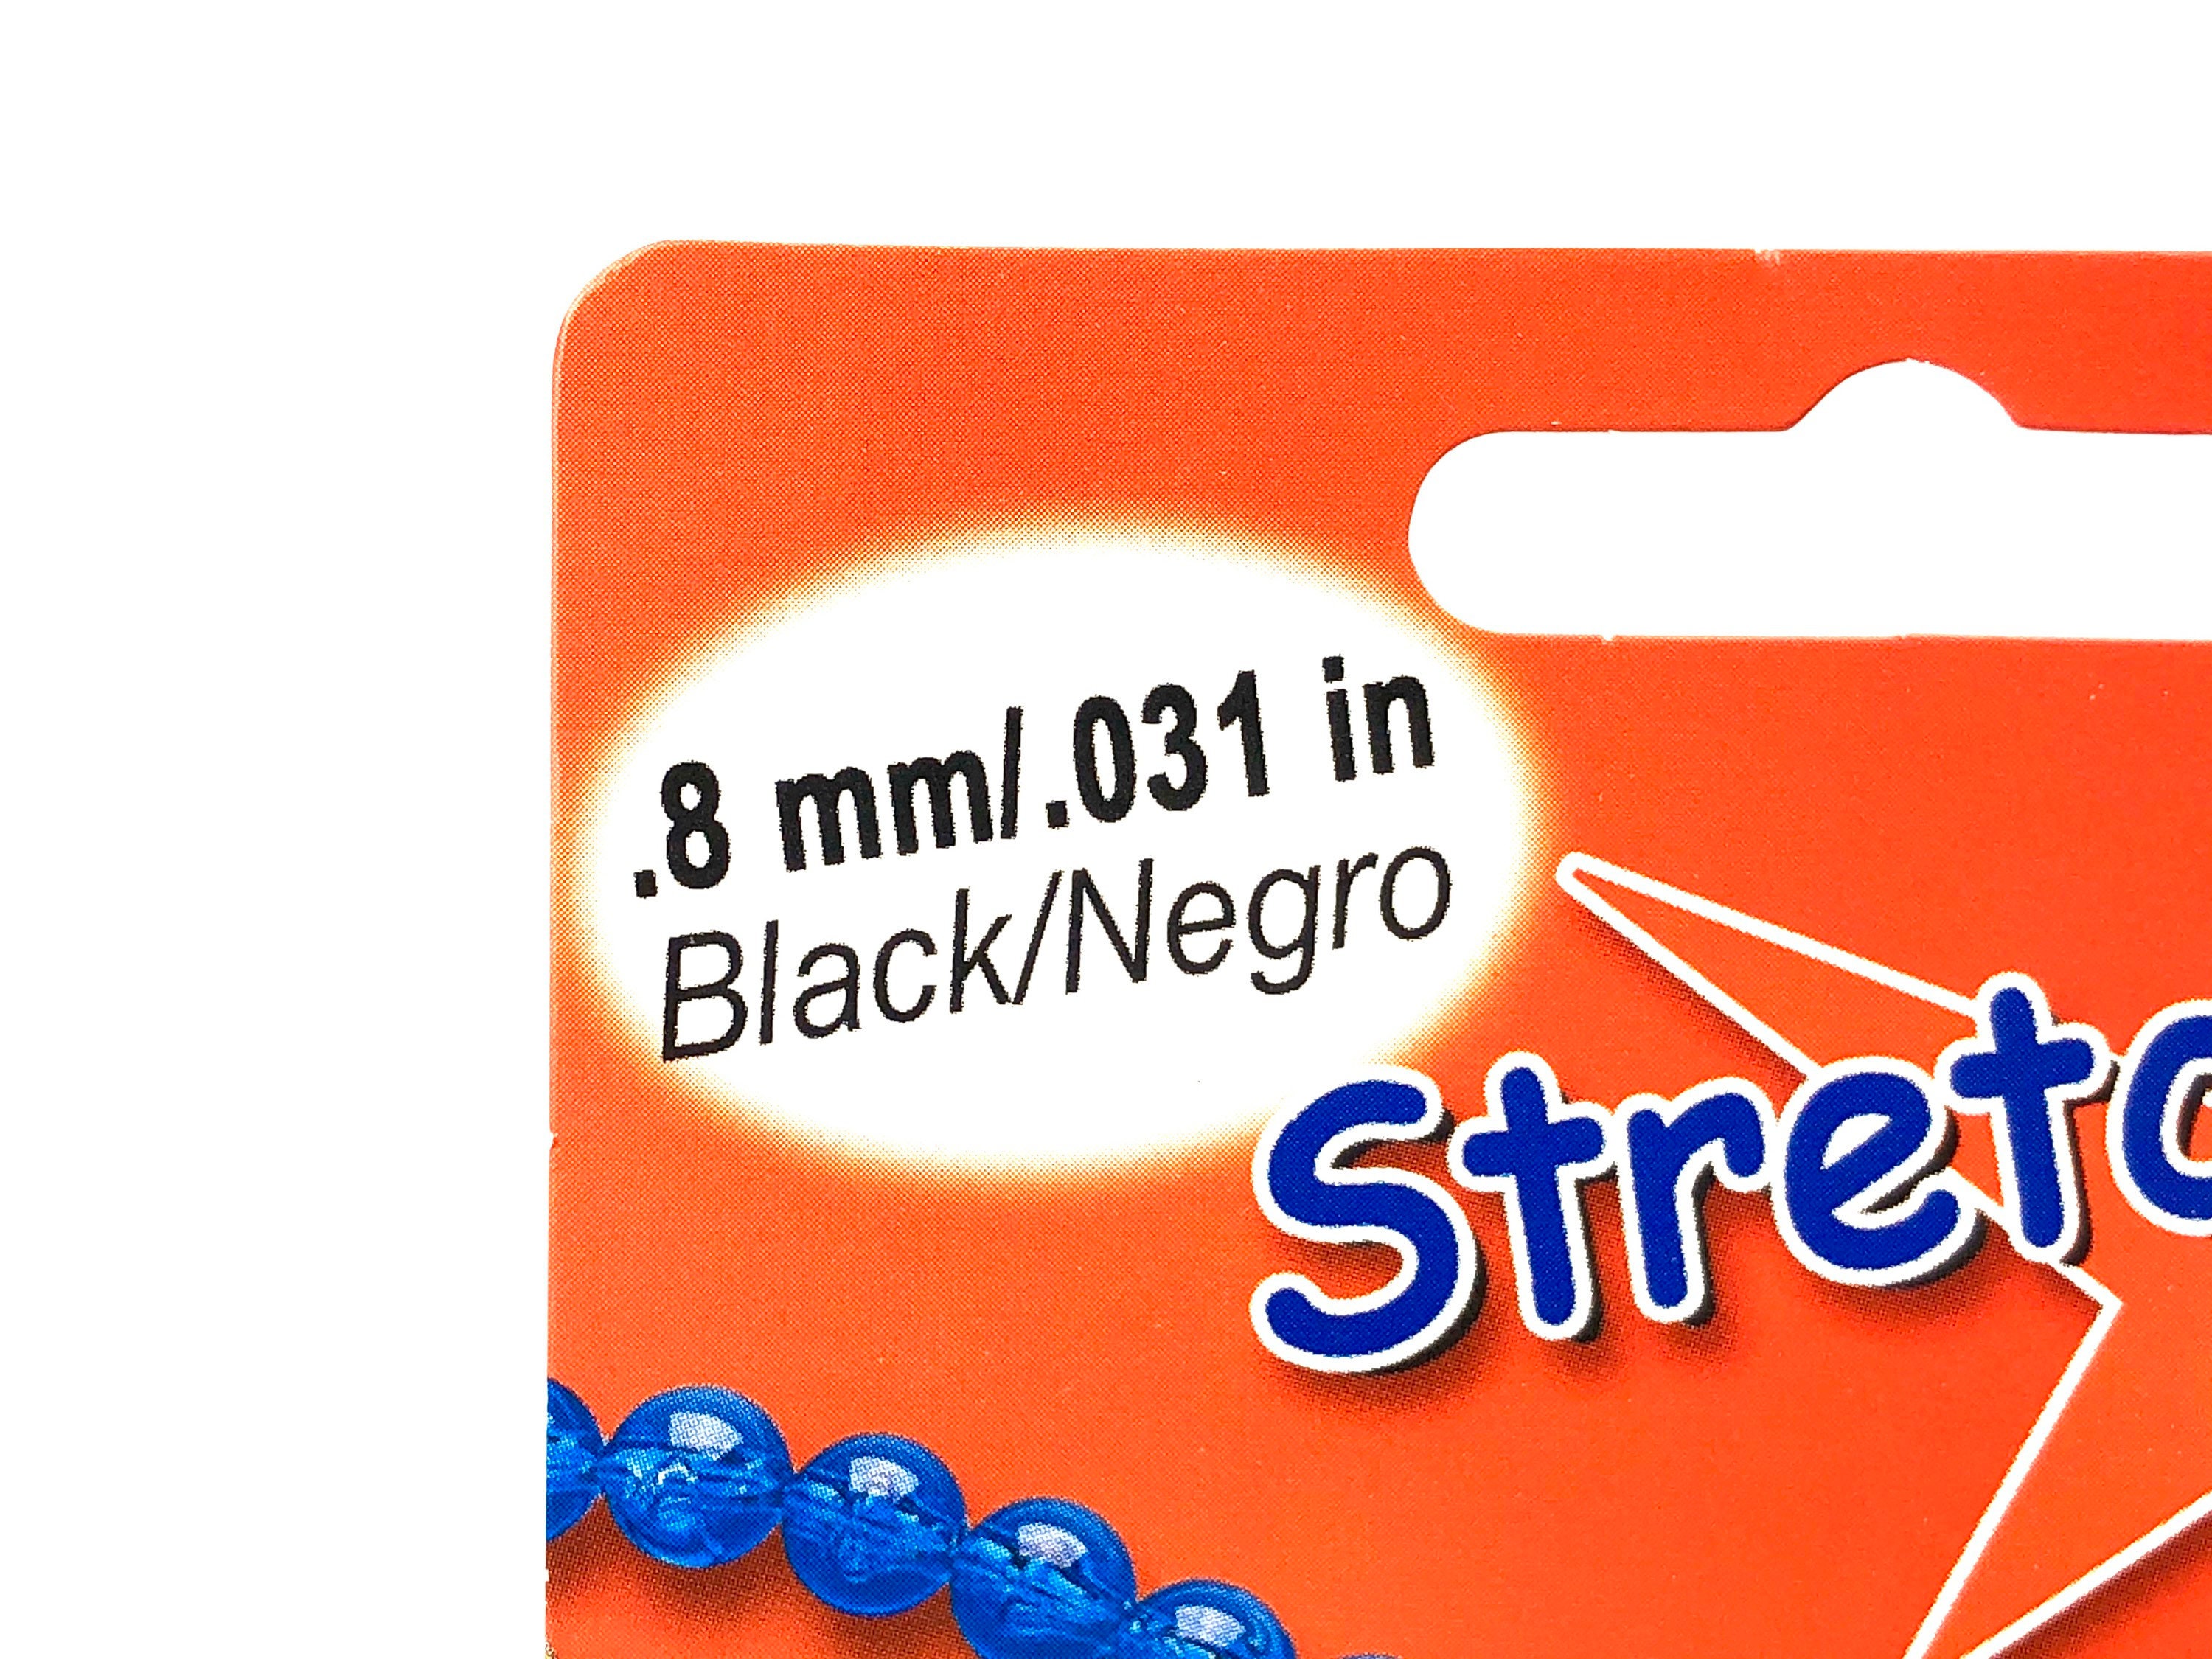 .8 mm/.031 in
Black/Negro